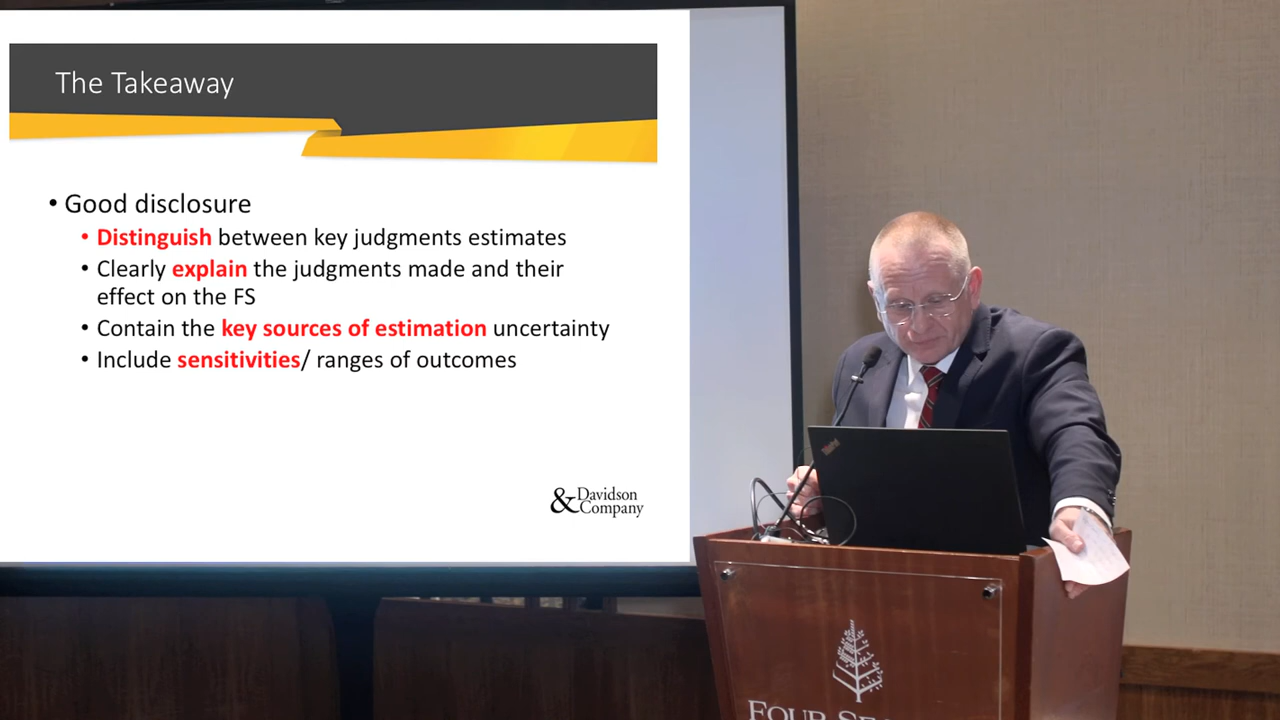 The Takeaway
• Good disclosure
• Distinguish between key judgments estimates
• Clearly explain the judgments made and their
effect on the FS
• Contain the key sources of estimation uncertainty
• Include sensitivities/ ranges of outcomes
& Davidson
Company
FOUR SE